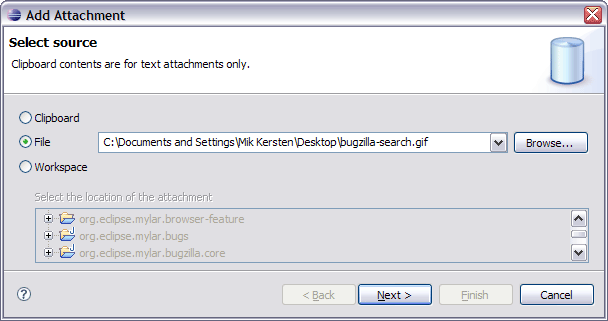 Add Attachment
Select source
Clipboard contents are for text attachments only.
Clipboard
File C:\Documents and Settings\Mik Kersten\Desktop\bugzilla-search.gif Browse...
Workspace
Select the location of the attachment
org.eclipse.mylar.browser-feature
org.eclipse.mylar.bugs
org.eclipse.mylar.bugzilla.core
? < Back Next > Finish Cancel